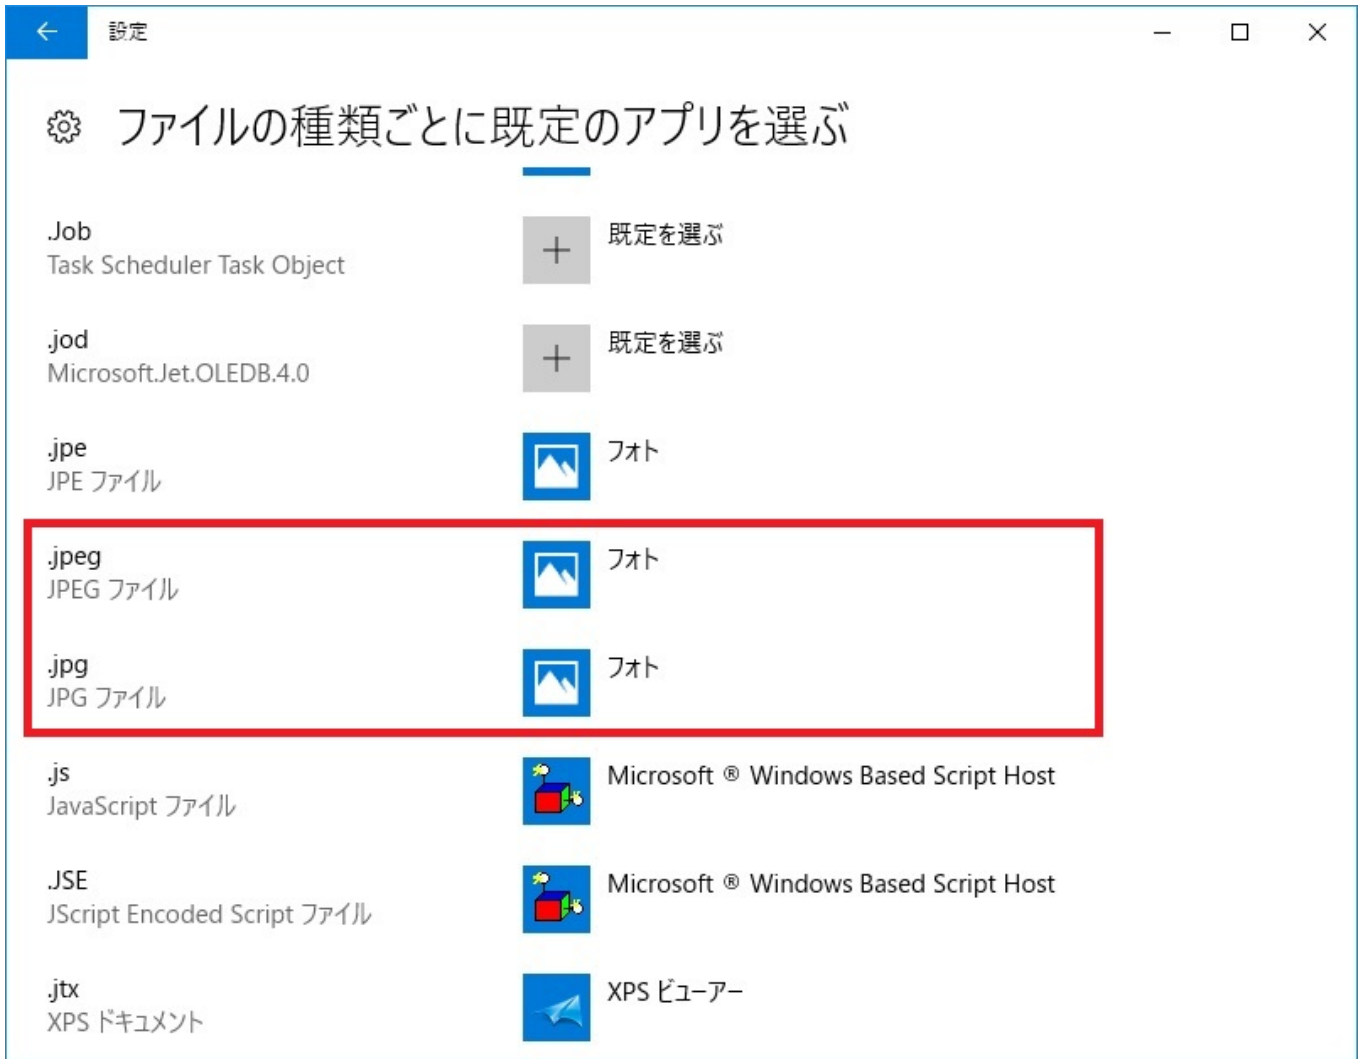 設定
ファイルの種類ごとに既定のアプリを選ぶ
.Job
Task Scheduler Task Object
既定を選ぶ
.jod
Microsoft.Jet.OLEDB.4.0
既定を選ぶ
.jpe
JPE ファイル
フォト
.jpeg
JPEG ファイル
フォト
.jpg
JPG ファイル
フォト
.js
JavaScript ファイル
Microsoft ® Windows Based Script Host
.JSE
JScript Encoded Script ファイル
Microsoft ® Windows Based Script Host
.jtx
XPS ドキュメント
XPS ビューアー